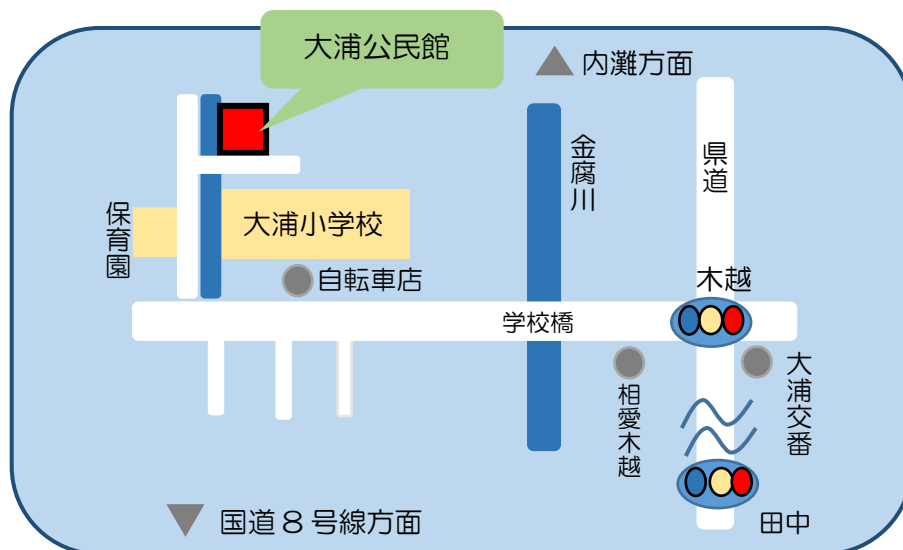 大浦公民館
内灘方面
金腐川
県道
保育園
大浦小学校
自転車店
木越
学校橋
相愛木越
大浦交番
国道8号線方面
田中